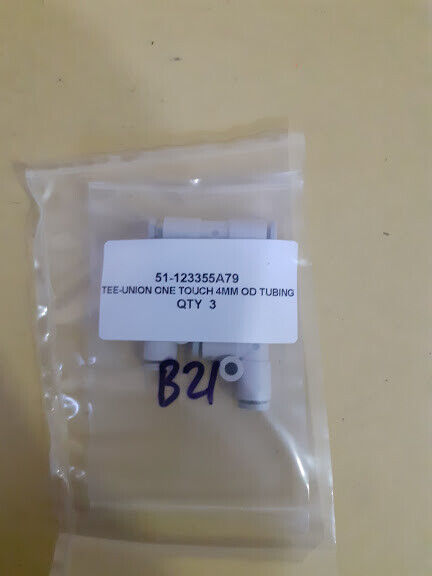 51-123355A79
TEE-UNION ONE TOUCH 4MM OD TUBING
QTY 3
B21